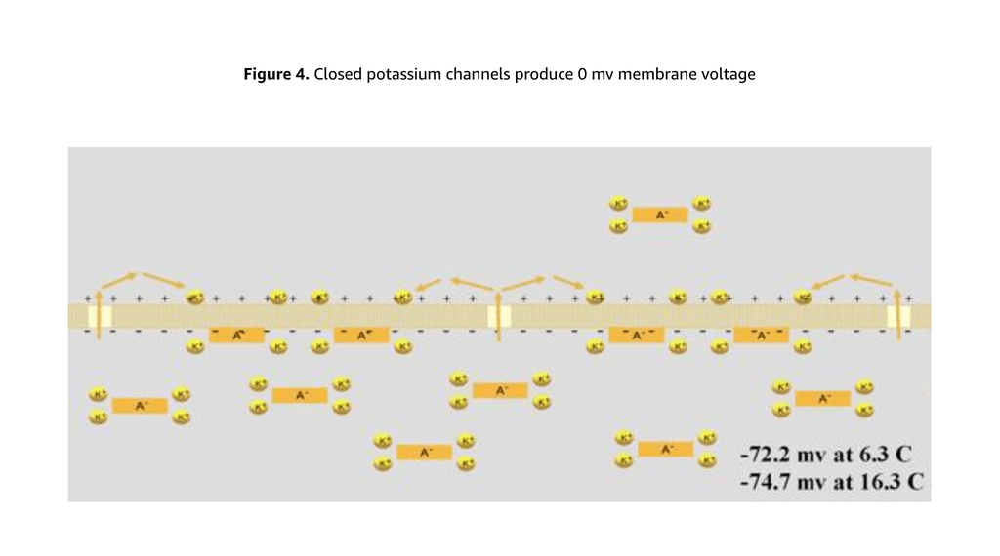 Figure 4. Closed potassium channels produce 0 mv membrane voltage
K⁺ K⁺
A⁻
K⁺ K⁺
K⁺ K⁺ K⁺ K⁺ K⁺ K⁺ K⁺ K⁺
+ + + + + + + + + + + + + + + + + + + + + + + +
- - - - - - - - - - - - - - - - - - - - - - - -
A⁻ A⁻ A⁻ A⁻
K⁺ K⁺ K⁺ K⁺ K⁺ K⁺ K⁺ K⁺
K⁺ K⁺ K⁺ K⁺ K⁺ K⁺ K⁺ K⁺
A⁻ A⁻ A⁻ A⁻
K⁺ K⁺ K⁺ K⁺ K⁺ K⁺ K⁺ K⁺
K⁺ K⁺ K⁺ K⁺
A⁻ A⁻
K⁺ K⁺ K⁺ K⁺
-72.2 mv at 6.3 C
-74.7 mv at 16.3 C